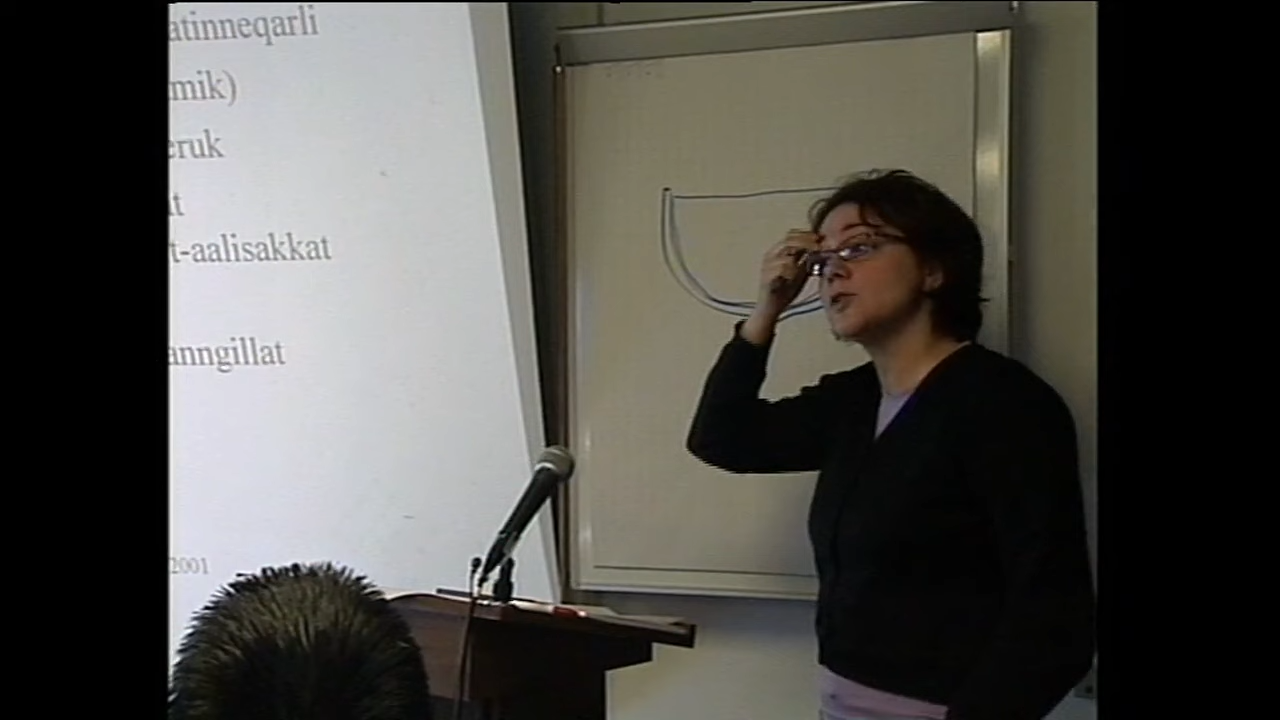 atinneqarli
mik)
eruk
t
t-aalisakkat
anngillat
2001